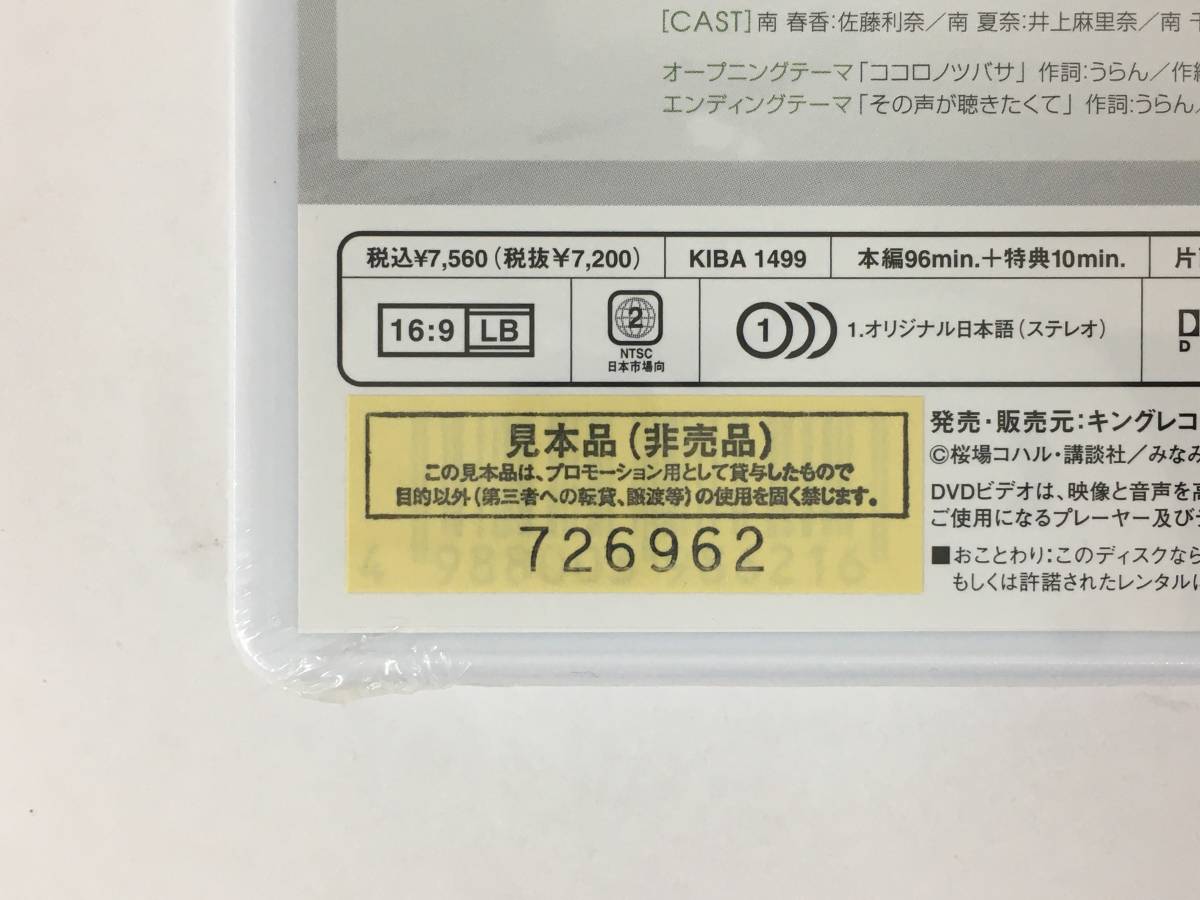 [CAST]南 春香:佐藤利奈／南 夏奈:井上麻里奈／南 千
オープニングテーマ「ココロノツバサ」 作詞:うらん／作編
エンディングテーマ「その声が聴きたくて」 作詞:うらん／
税込¥7,560（税抜¥7,200） KIBA 1499 本編96min.＋特典10min. 片
16:9 LB 2 1 1.オリジナル日本語（ステレオ） D
NTSC D
日本市場向
見本品（非売品）
この見本品は、プロモーション用として貸与したもので
目的以外（第三者への転貸、譲渡等）の使用を固く禁じます。
726962
4 988 216
発売・販売元：キングレコ
©桜場コハル・講談社／みなみ
DVDビデオは、映像と音声を高
ご使用になるプレーヤー及びテ
■おことわり：このディスクなら
もしくは許諾されたレンタルに